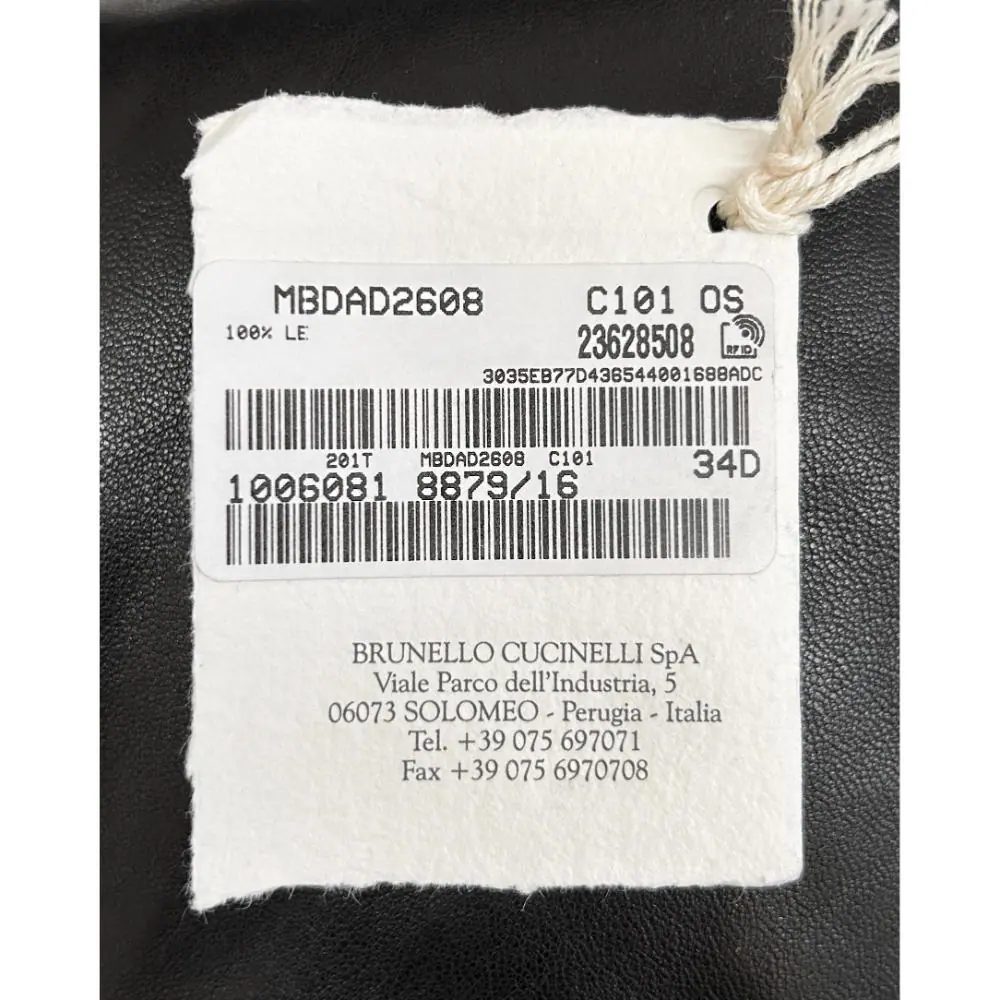 MBDAD2608 C101 OS
100% LE
23628508 RFID
3035EB77D436544001688ADC
201T MBDAD2608 C101
34D
1006081 8879/16
BRUNELLO CUCINELLI SpA
Viale Parco dell'Industria, 5
06073 SOLOMEO - Perugia - Italia
Tel. +39 075 697071
Fax +39 075 6970708